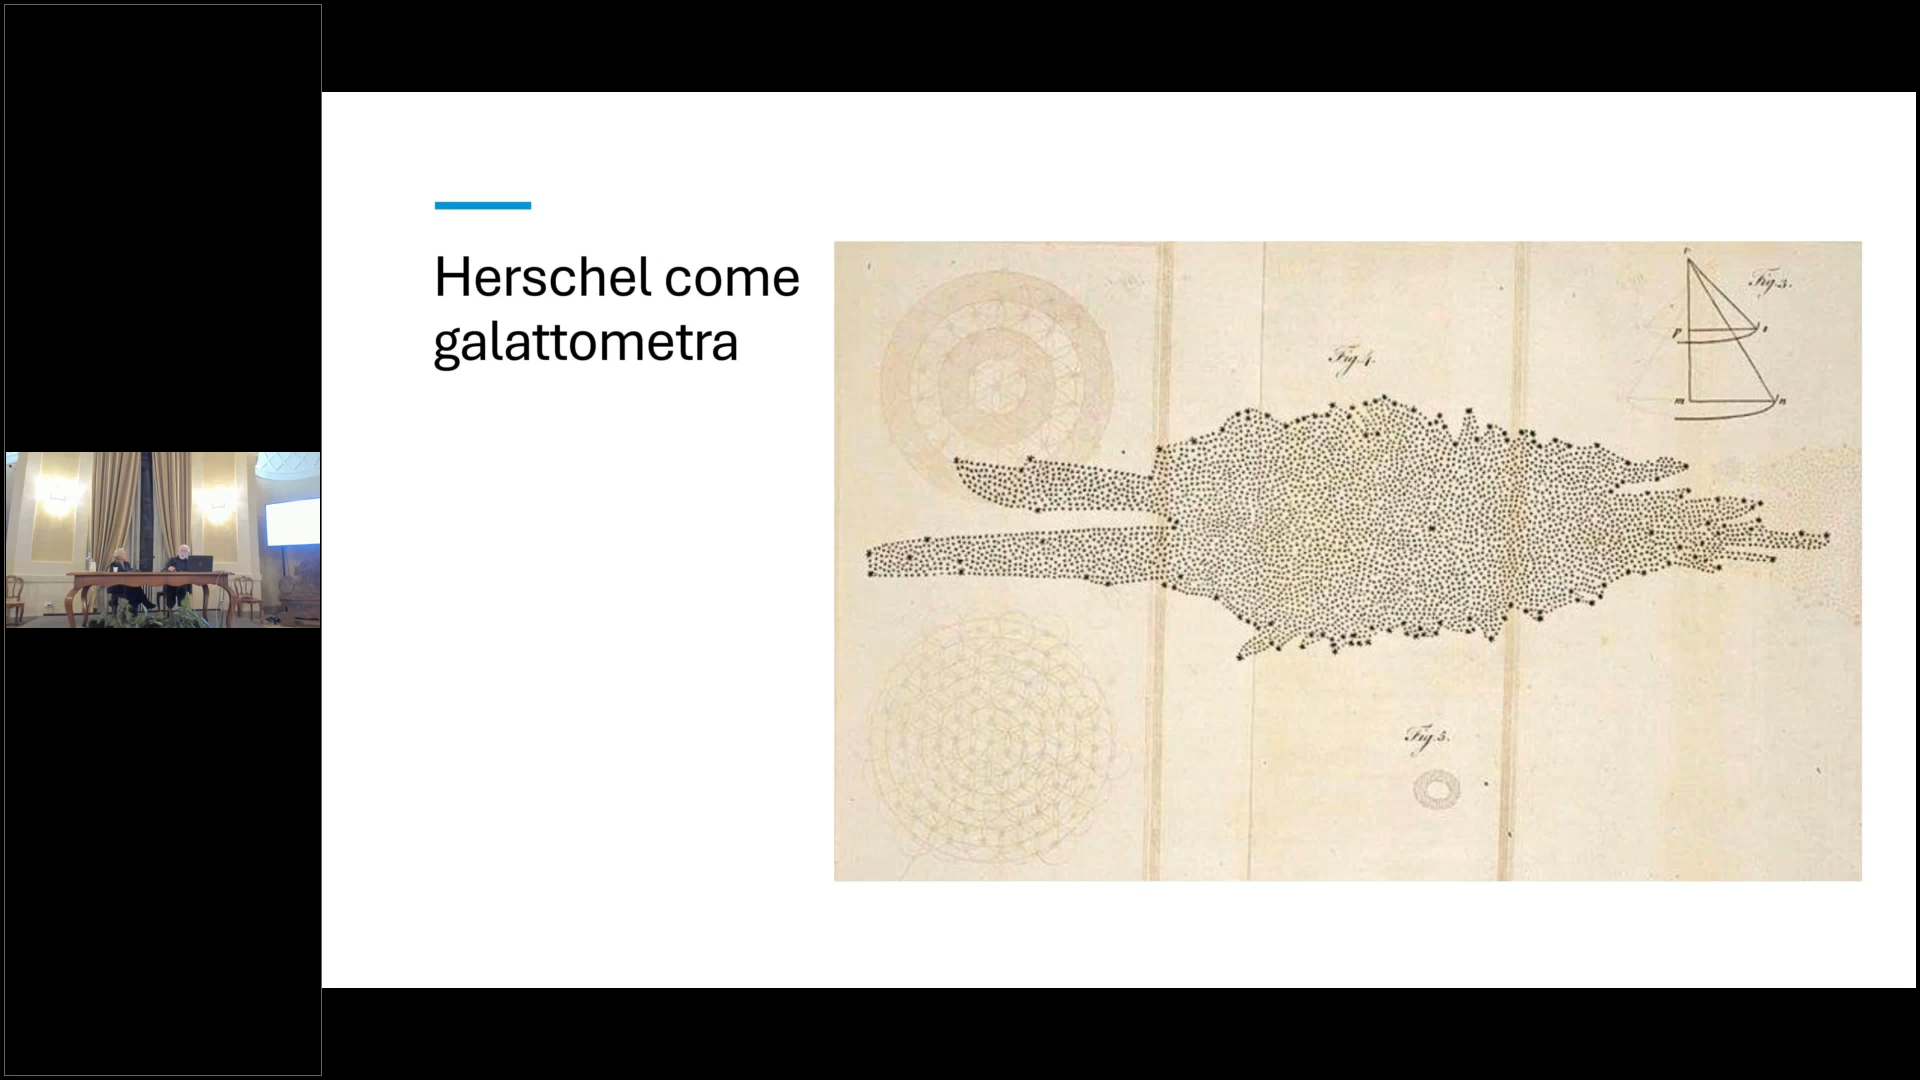 Herschel come
galattometra
Fig. 3.
p
m
n
Fig. 4.
Fig. 5.